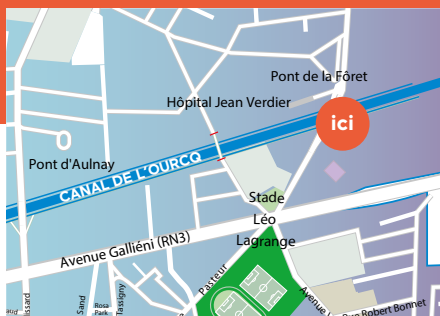 Pont de la Fôret
Hôpital Jean Verdier
ici
Pont d'Aulnay
CANAL DE L'OURCQ
Stade
Léo
Lagrange
Avenue Galliéni (RN3)
Pasteur
Sand
Rosa
Park
Tassigny
Avenue
Rue Robert Bonnet